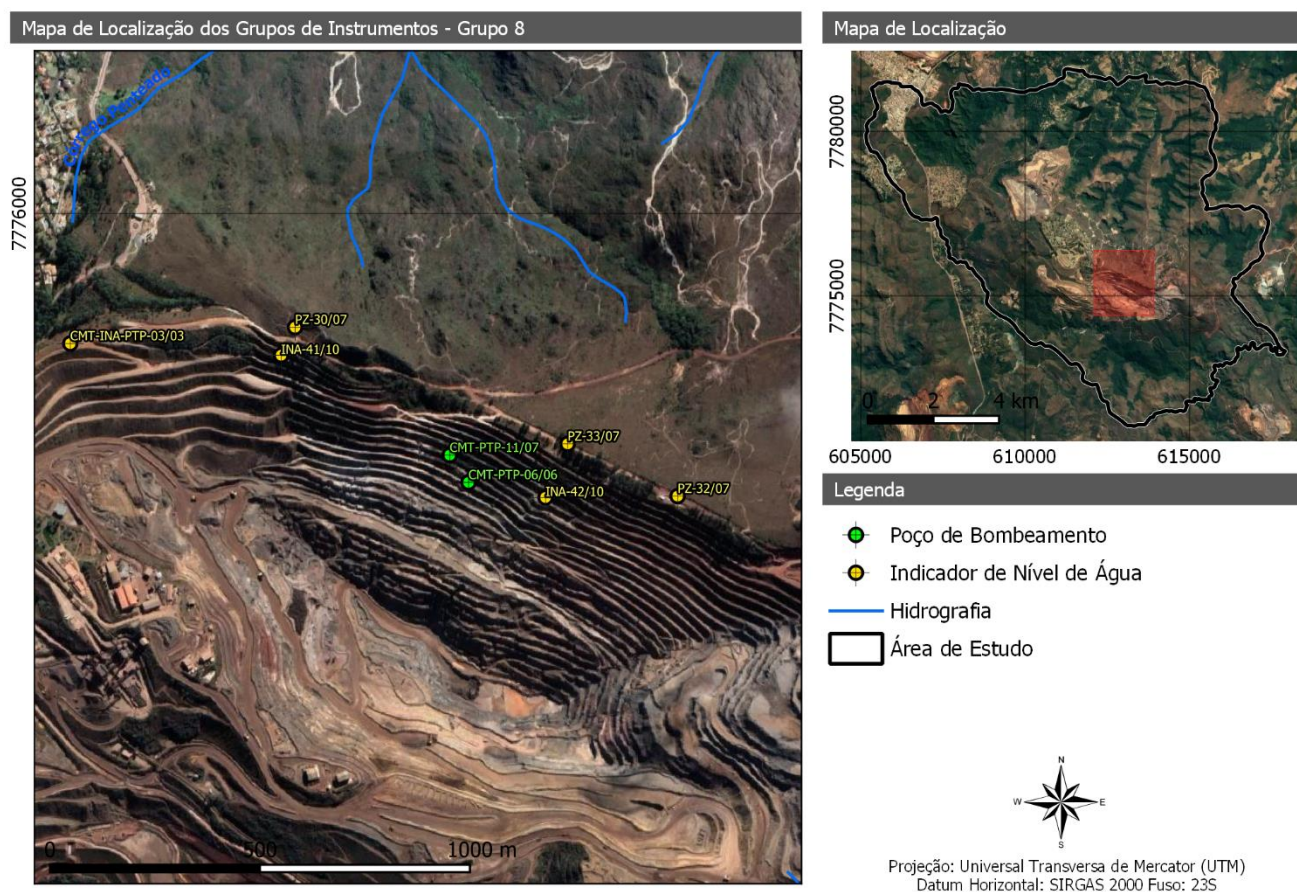 Mapa de Localização dos Grupos de Instrumentos - Grupo 8
7776000
CMT-INA-PTP-03/03
PZ-30/07
INA-41/10
PZ-33/07
CMT-PTP-11/07
CMT-PTP-06/06
INA-42/10
PZ-32/07
0 500 1000 m
Mapa de Localização
7780000
7775000
0 2 4 km
605000 610000 615000
Legenda
Poço de Bombeamento
Indicador de Nível de Água
Hidrografia
Área de Estudo
N
W E
S
Projeção: Universal Transversa de Mercator (UTM)
Datum Horizontal: SIRGAS 2000 Fuso: 23S